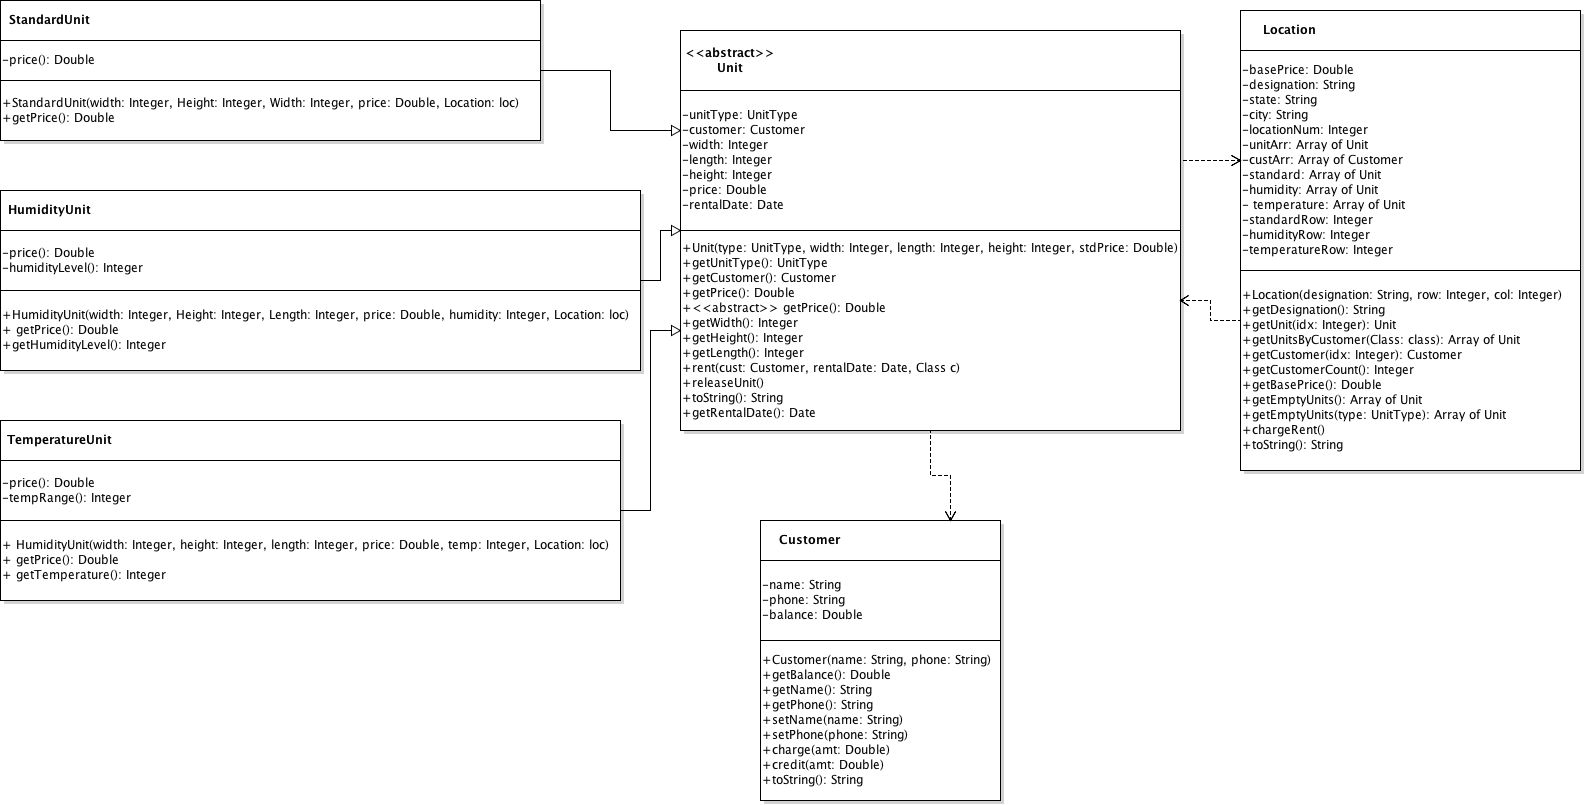 StandardUnit
-price(): Double
+StandardUnit(width: Integer, Height: Integer, Width: Integer, price: Double, Location: loc)
+getPrice(): Double
HumidityUnit
-price(): Double
-humidityLevel(): Integer
+HumidityUnit(width: Integer, Height: Integer, Length: Integer, price: Double, humidity: Integer, Location: loc)
+ getPrice(): Double
+getHumidityLevel(): Integer
TemperatureUnit
-price(): Double
-tempRange(): Integer
+ HumidityUnit(width: Integer, height: Integer, length: Integer, price: Double, temp: Integer, Location: loc)
+ getPrice(): Double
+ getTemperature(): Integer
<<abstract>>
Unit
-unitType: UnitType
-customer: Customer
-width: Integer
-length: Integer
-height: Integer
-price: Double
-rentalDate: Date
+Unit(type: UnitType, width: Integer, length: Integer, height: Integer, stdPrice: Double)
+getUnitType(): UnitType
+getCustomer(): Customer
+getPrice(): Double
+<<abstract>> getPrice(): Double
+getWidth(): Integer
+getHeight(): Integer
+getLength(): Integer
+rent(cust: Customer, rentalDate: Date, Class c)
+releaseUnit()
+toString(): String
+getRentalDate(): Date
Location
-basePrice: Double
-designation: String
-state: String
-city: String
-locationNum: Integer
-unitArr: Array of Unit
-custArr: Array of Customer
-standard: Array of Unit
-humidity: Array of Unit
- temperature: Array of Unit
-standardRow: Integer
-humidityRow: Integer
-temperatureRow: Integer
+Location(designation: String, row: Integer, col: Integer)
+getDesignation(): String
+getUnit(idx: Integer): Unit
+getUnitsByCustomer(Class: class): Array of Unit
+getCustomer(idx: Integer): Customer
+getCustomerCount(): Integer
+getBasePrice(): Double
+getEmptyUnits(): Array of Unit
+getEmptyUnits(type: UnitType): Array of Unit
+chargeRent()
+toString(): String
Customer
-name: String
-phone: String
-balance: Double
+Customer(name: String, phone: String)
+getBalance(): Double
+getName(): String
+getPhone(): String
+setName(name: String)
+setPhone(phone: String)
+charge(amt: Double)
+credit(amt: Double)
+toString(): String